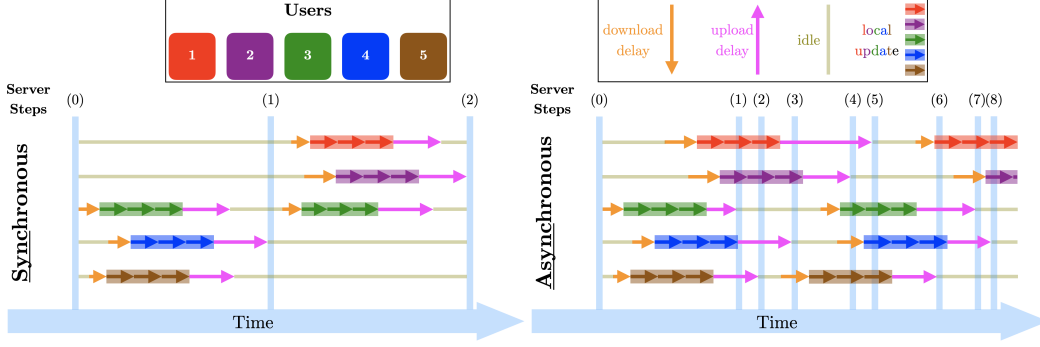 Users
1 2 3 4 5
download delay
upload delay
idle
local update
Server Steps
(0) (1) (2)
Synchronous
Time
Server Steps
(0) (1) (2) (3) (4) (5) (6) (7) (8)
Asynchronous
Time